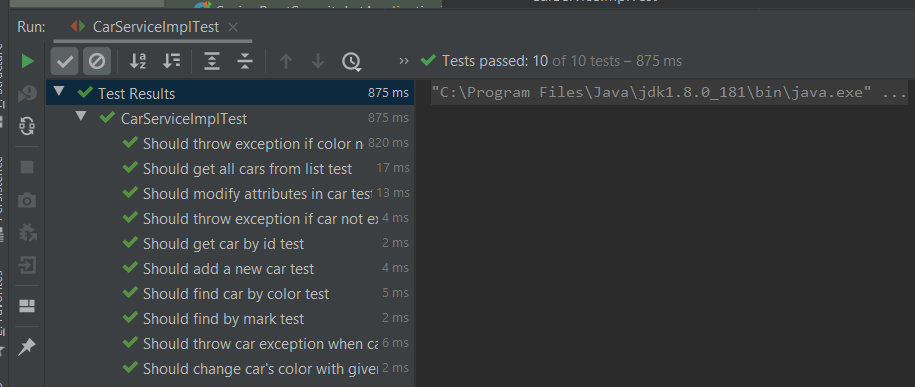 Run: CarServiceImplTest
Tests passed: 10 of 10 tests – 875 ms
Test Results 875 ms
"C:\Program Files\Java\jdk1.8.0_181\bin\java.exe" ...
CarServiceImplTest 875 ms
Should throw exception if color n 820 ms
Should get all cars from list test 17 ms
Should modify attributes in car test 13 ms
Should throw exception if car not ex 4 ms
Should get car by id test 2 ms
Should add a new car test 4 ms
Should find car by color test 5 ms
Should find by mark test 2 ms
Should throw car exception when ca 6 ms
Should change car's color with given 2 ms